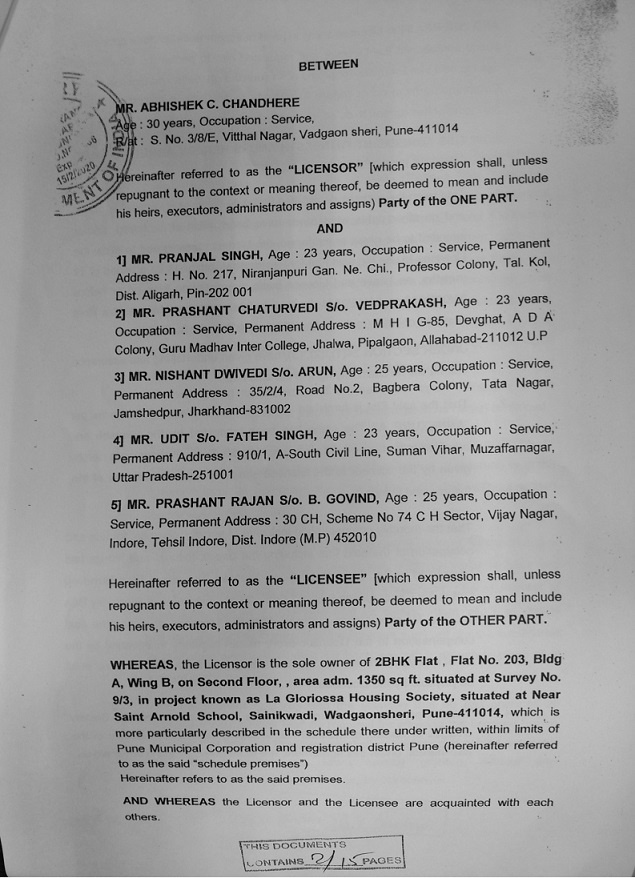 BETWEEN
MR. ABHISHEK C. CHANDHERE
Age : 30 years, Occupation : Service,
R/at : S. No. 3/8/E, Vitthal Nagar, Vadgaon sheri, Pune-411014
15/2/2020
MENT OF INDIA
Hereinafter referred to as the “LICENSOR” [which expression shall, unless
repugnant to the context or meaning thereof, be deemed to mean and include
his heirs, executors, administrators and assigns) Party of the ONE PART.
AND
1] MR. PRANJAL SINGH, Age : 23 years, Occupation : Service, Permanent
Address : H. No. 217, Niranjanpuri Gan. Ne. Chi., Professor Colony, Tal. Kol,
Dist. Aligarh, Pin-202 001
2] MR. PRASHANT CHATURVEDI S/o. VEDPRAKASH, Age : 23 years,
Occupation : Service, Permanent Address : M H I G-85, Devghat, A D A
Colony, Guru Madhav Inter College, Jhalwa, Pipalgaon, Allahabad-211012 U.P
3] MR. NISHANT DWIVEDI S/o. ARUN, Age : 25 years, Occupation : Service,
Permanent Address : 35/2/4, Road No.2, Bagbera Colony, Tata Nagar,
Jamshedpur, Jharkhand-831002
4] MR. UDIT S/o. FATEH SINGH, Age : 23 years, Occupation : Service,
Permanent Address : 910/1, A-South Civil Line, Suman Vihar, Muzaffarnagar,
Uttar Pradesh-251001
5] MR. PRASHANT RAJAN S/o. B. GOVIND, Age : 25 years, Occupation :
Service, Permanent Address : 30 CH, Scheme No 74 C H Sector, Vijay Nagar,
Indore, Tehsil Indore, Dist. Indore (M.P) 452010
Hereinafter referred to as the “LICENSEE” [which expression shall, unless
repugnant to the context or meaning thereof, be deemed to mean and include
his heirs, executors, administrators and assigns) Party of the OTHER PART.
WHEREAS, the Licensor is the sole owner of 2BHK Flat , Flat No. 203, Bldg
A, Wing B, on Second Floor, , area adm. 1350 sq ft. situated at Survey No.
9/3, in project known as La Gloriossa Housing Society, situated at Near
Saint Arnold School, Sainikwadi, Wadgaonsheri, Pune-411014, which is
more particularly described in the schedule there under written, within limits of
Pune Municipal Corporation and registration district Pune (hereinafter referred
to as the said “schedule premises”)
Hereinafter refers to as the said premises.
AND WHEREAS the Licensor and the Licensee are acquainted with each
others.
THIS DOCUMENTS
CONTAINS 2/15 PAGES